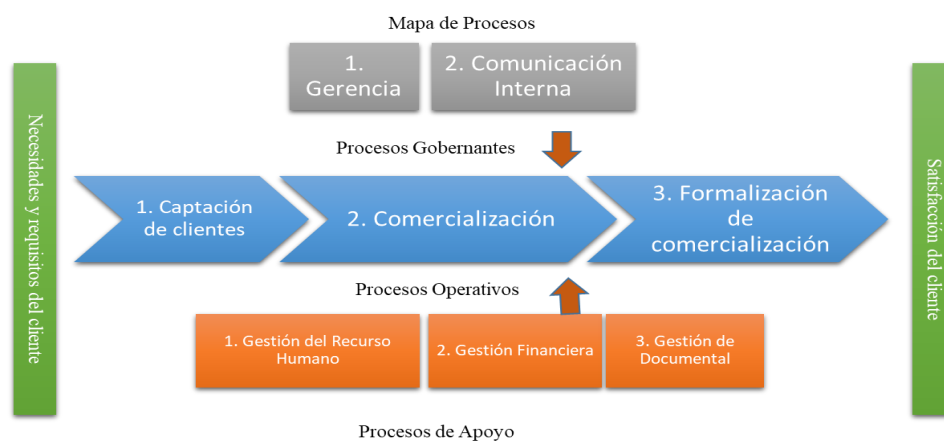 Mapa de Procesos
1.
Gerencia
2. Comunicación
Interna
Procesos Gobernantes
Necesidades y requisitos del cliente
1. Captación
de clientes
2. Comercialización
3. Formalización
de
comercialización
Satisfacción del cliente
Procesos Operativos
1. Gestión del Recurso
Humano
2. Gestión Financiera
3. Gestión de
Documental
Procesos de Apoyo